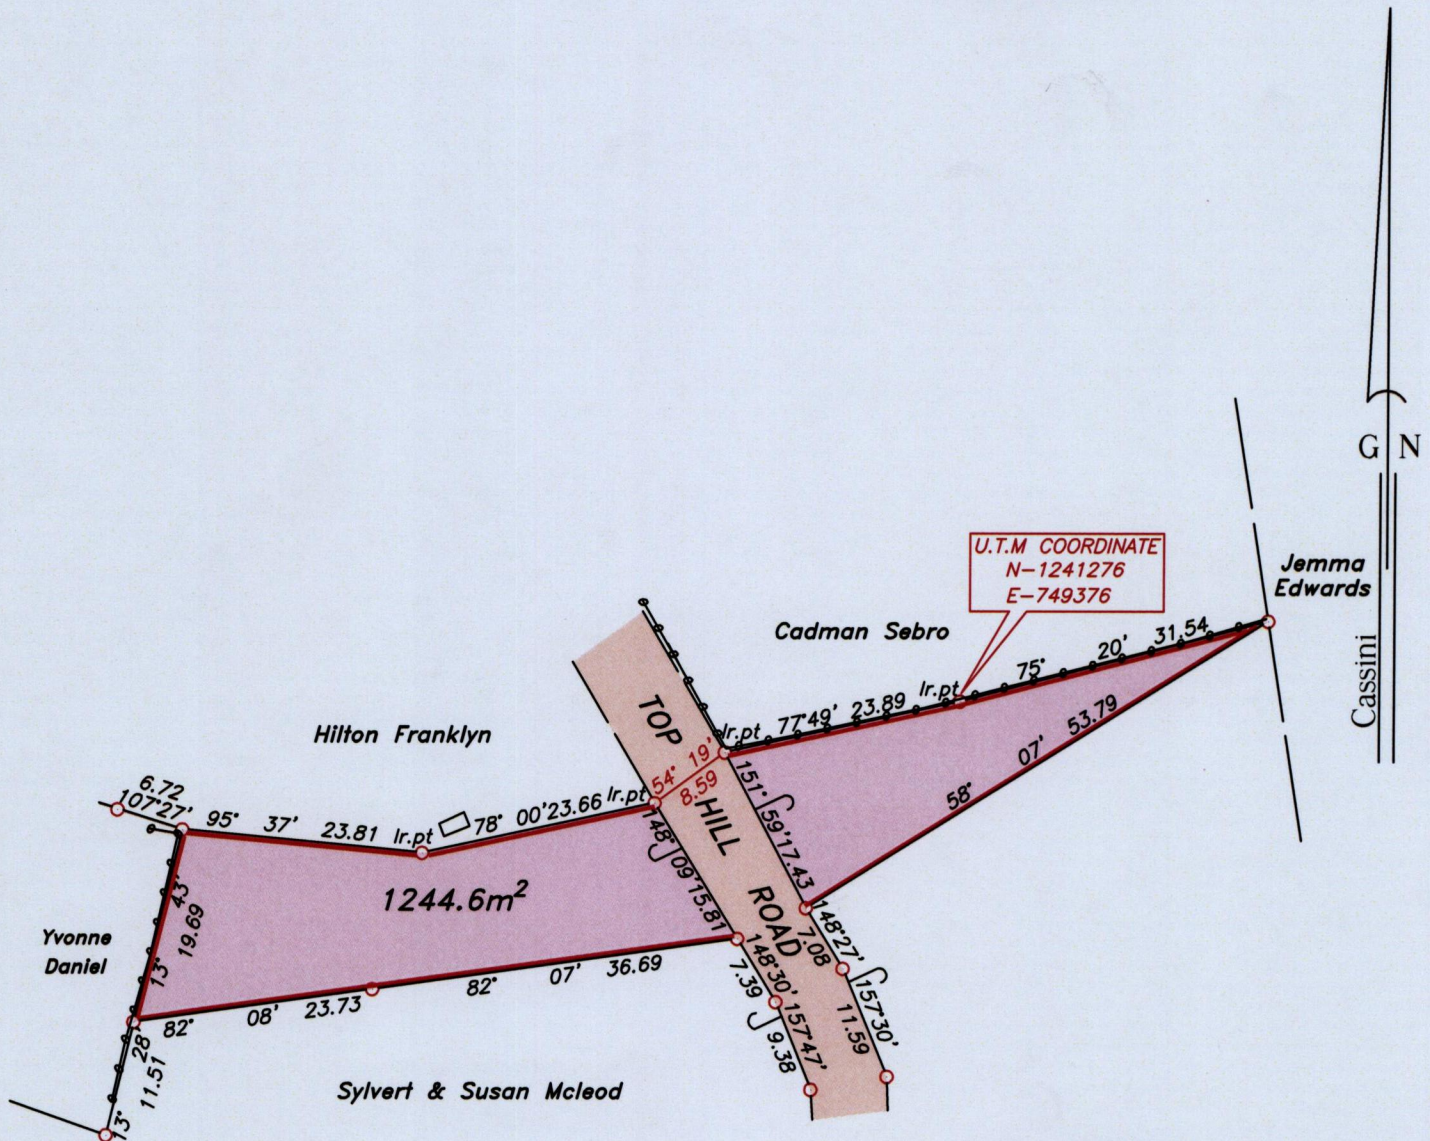 G N
Cassini
U.T.M COORDINATE
N-1241276
E-749376
Jemma
Edwards
Cadman Sebro
Ir.pt 77°49' 23.89 Ir.pt 75° 20' 31.54
58° 07' 53.79
151° 59' 17.43
TOP HILL ROAD
54° 19'
8.59
Hilton Franklyn
6.72
107°27'
95° 37' 23.81 Ir.pt 78° 00' 23.66 Ir.pt
148° 09' 15.81
1244.6m²
13° 43'
19.69
Yvonne
Daniel
82° 08' 23.73 82° 07' 36.69
148°30'
7.39
157°47'
9.38
148°27'
7.08
157°30'
11.59
13° 28'
11.51
Sylvert & Susan Mcleod